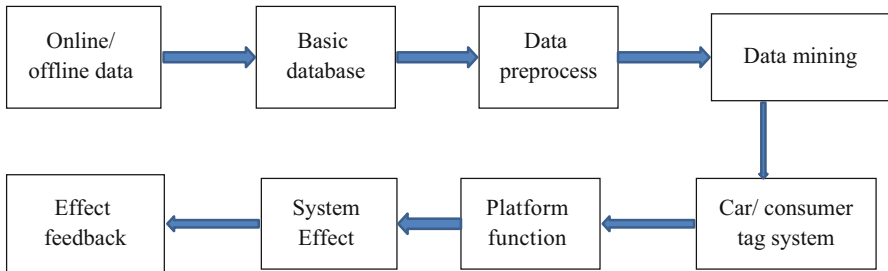 Online/
offline data
Basic
database
Data
preprocess
Data mining
Effect
feedback
System
Effect
Platform
function
Car/ consumer
tag system